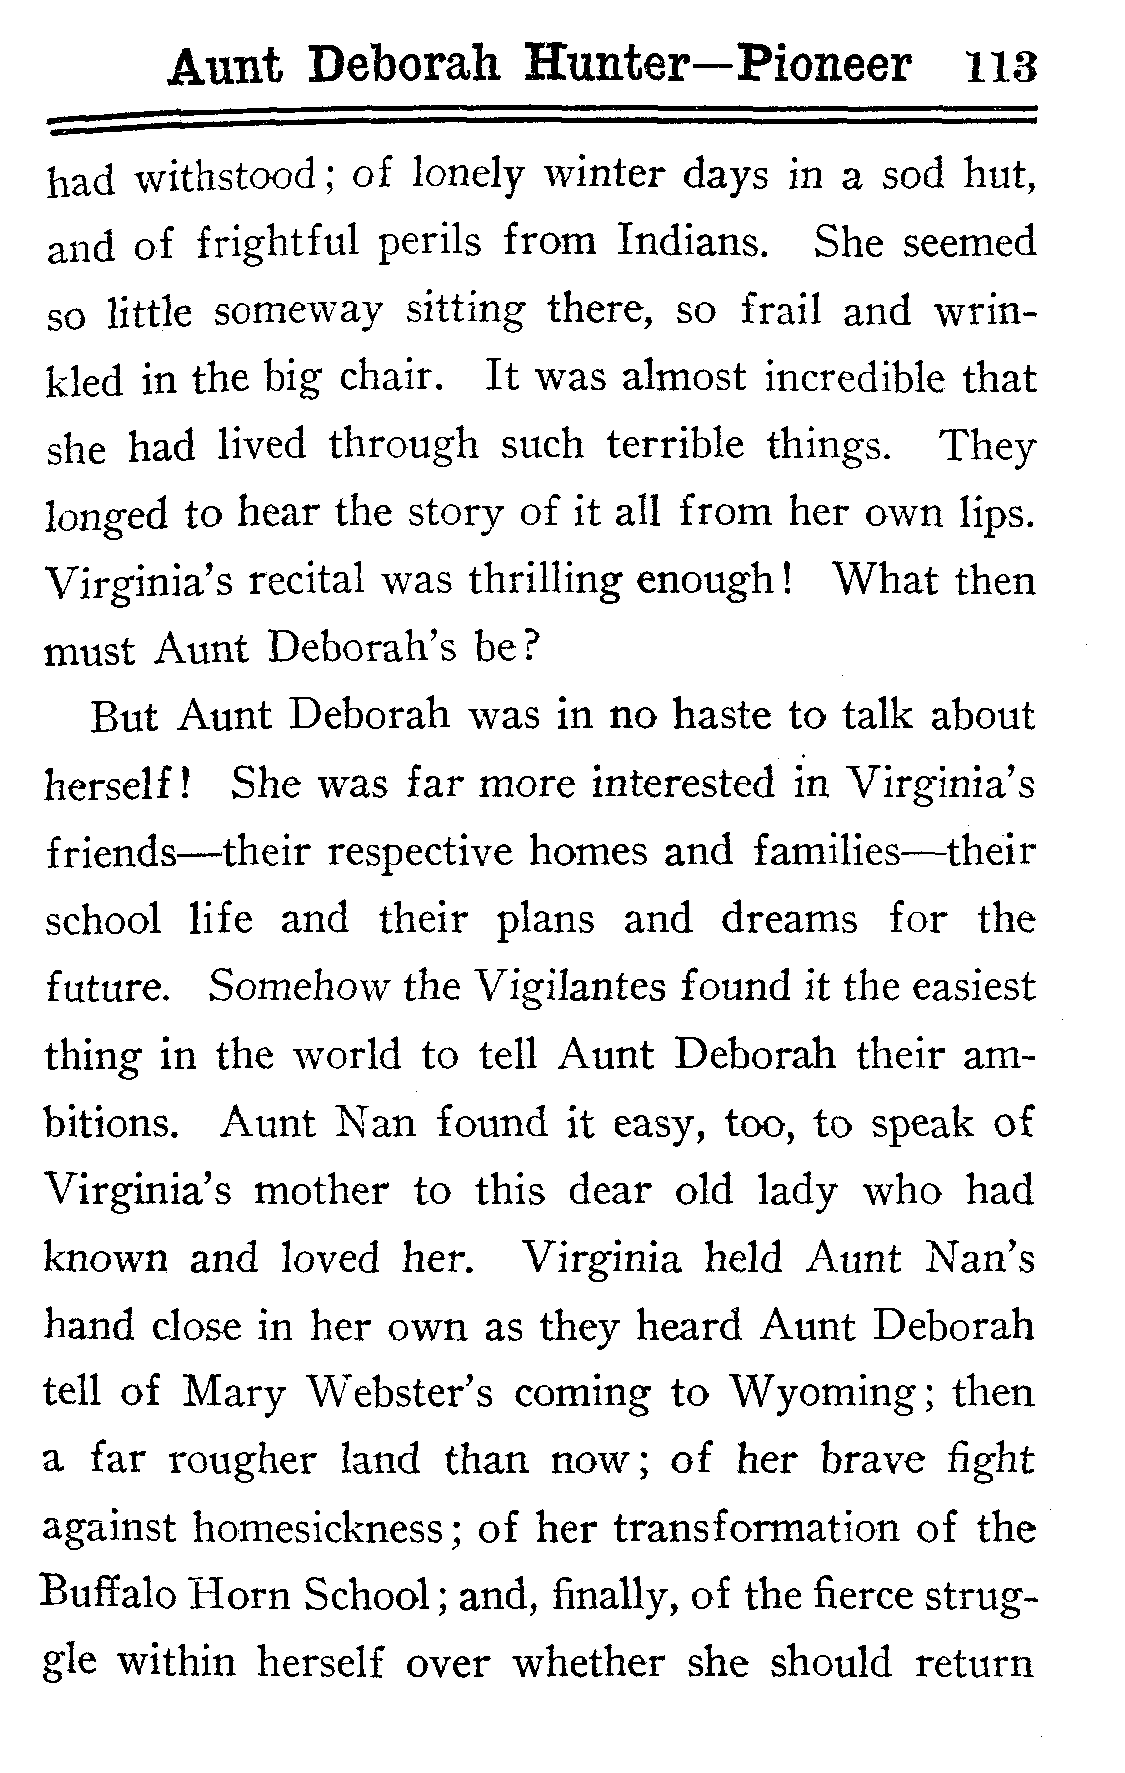 Aunt Deborah Hunter—Pioneer 113
had withstood; of lonely winter days in a sod hut,
and of frightful perils from Indians. She seemed
so little someway sitting there, so frail and wrin-
kled in the big chair. It was almost incredible that
she had lived through such terrible things. They
longed to hear the story of it all from her own lips.
Virginia's recital was thrilling enough! What then
must Aunt Deborah's be?
But Aunt Deborah was in no haste to talk about
herself! She was far more interested in Virginia's
friends—their respective homes and families—their
school life and their plans and dreams for the
future. Somehow the Vigilantes found it the easiest
thing in the world to tell Aunt Deborah their am-
bitions. Aunt Nan found it easy, too, to speak of
Virginia's mother to this dear old lady who had
known and loved her. Virginia held Aunt Nan's
hand close in her own as they heard Aunt Deborah
tell of Mary Webster's coming to Wyoming; then
a far rougher land than now; of her brave fight
against homesickness; of her transformation of the
Buffalo Horn School; and, finally, of the fierce strug-
gle within herself over whether she should return